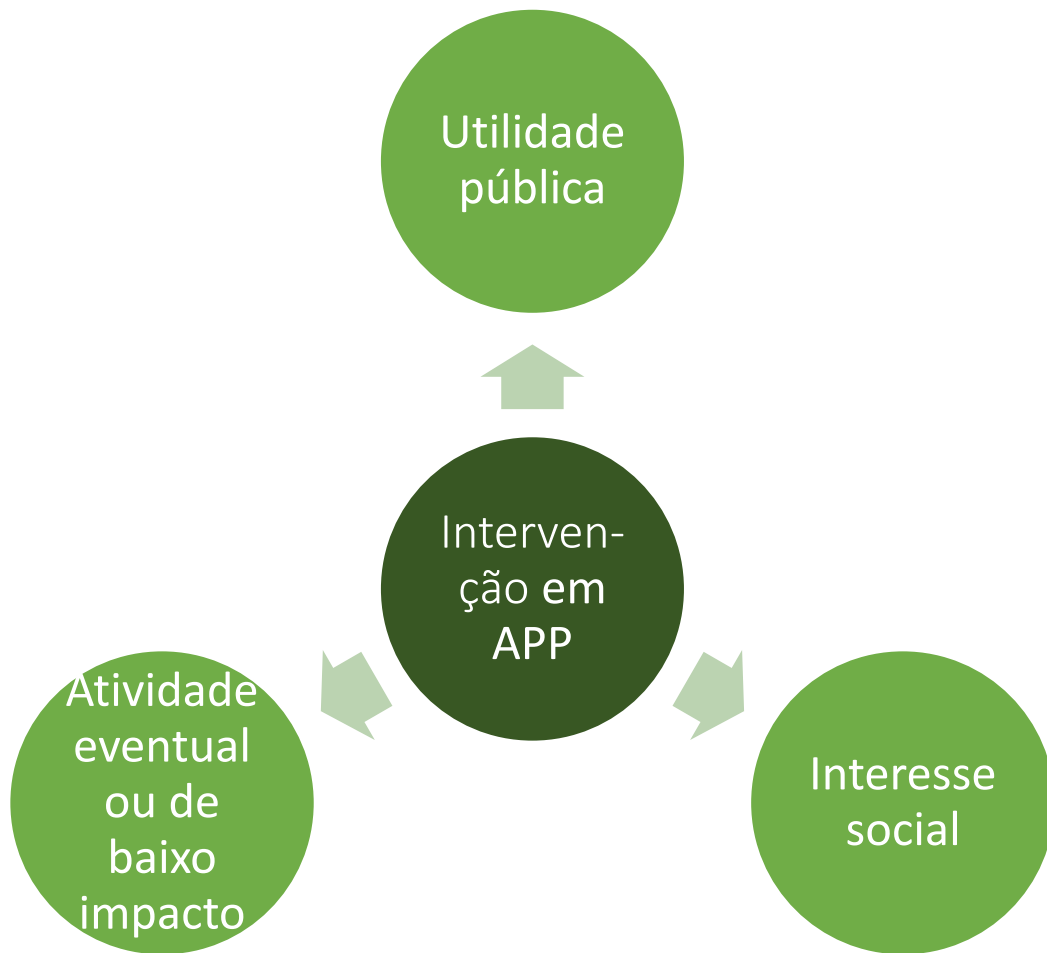 Utilidade
pública
Interven-
ção em
APP
Atividade
eventual
ou de
baixo
impacto
Interesse
social